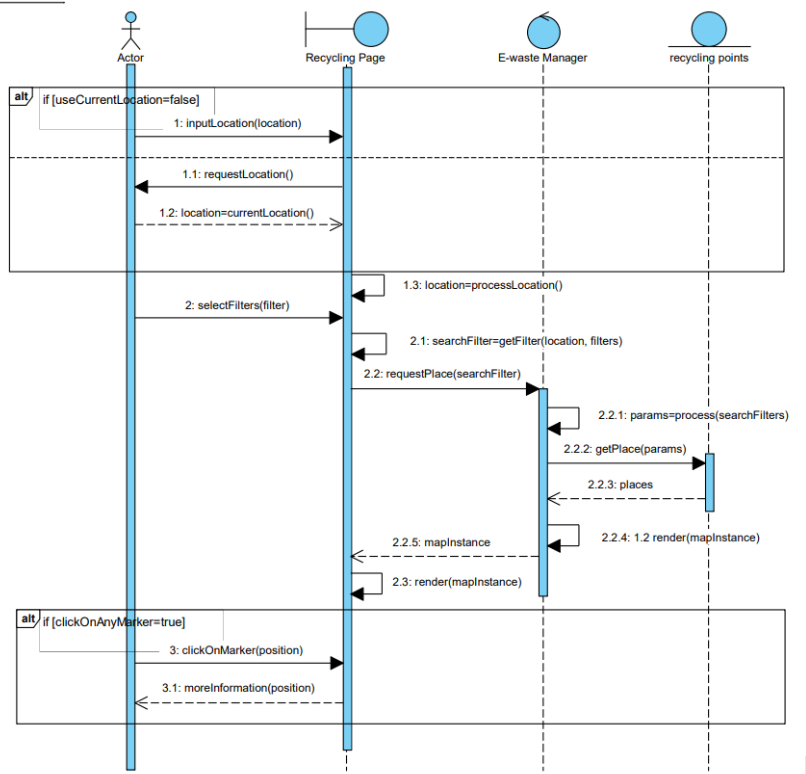 Actor
Recycling Page
E-waste Manager
recycling points
alt
if [useCurrentLocation=false]
1: inputLocation(location)
1.1: requestLocation()
1.2: location=currentLocation()
1.3: location=processLocation()
2: selectFilters(filter)
2.1: searchFilter=getFilter(location, filters)
2.2: requestPlace(searchFilter)
2.2.1: params=process(searchFilters)
2.2.2: getPlace(params)
2.2.3: places
2.2.4: 1.2 render(mapInstance)
2.2.5: mapInstance
2.3: render(mapInstance)
alt
if [clickOnAnyMarker=true]
3: clickOnMarker(position)
3.1: moreInformation(position)